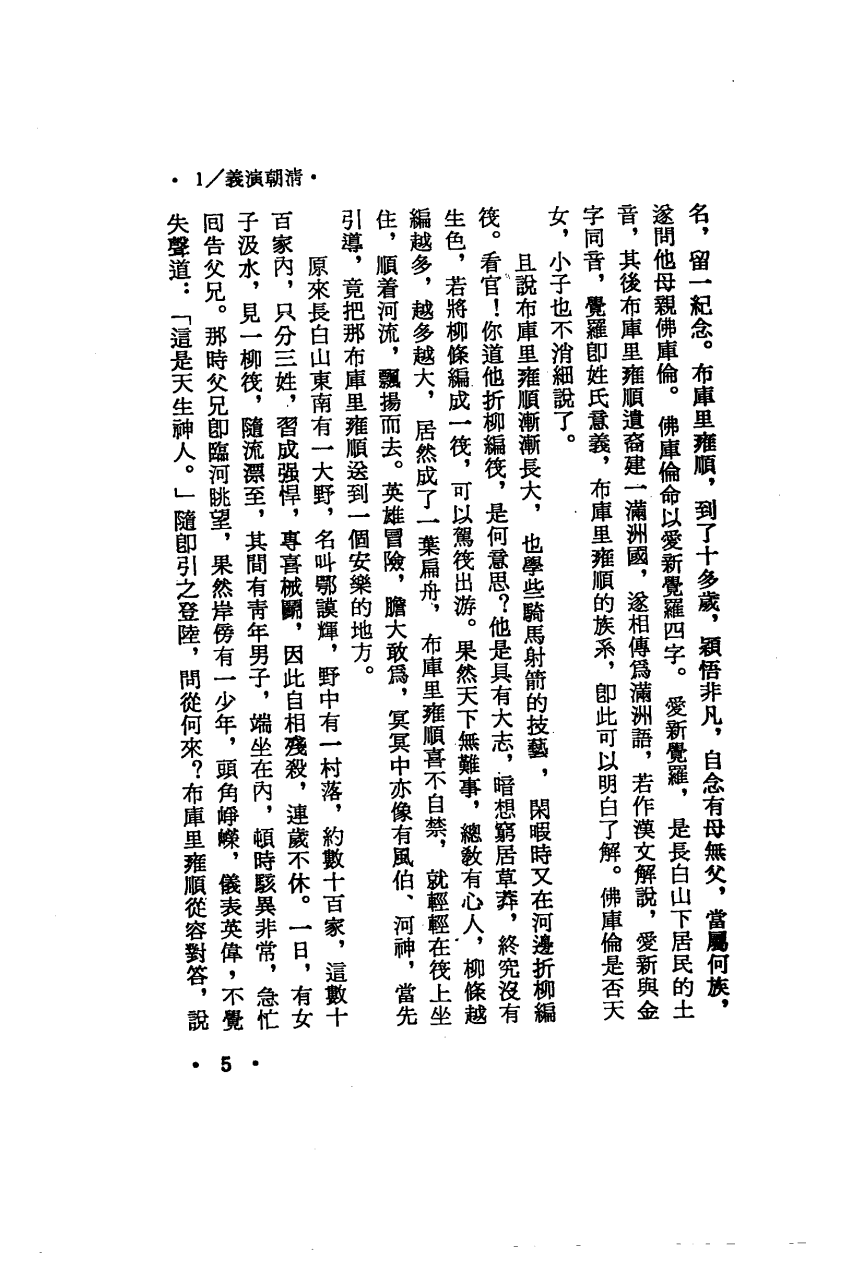 ·清朝演義/1·
名，留一紀念。布庫里雍順，到了十多歲，穎悟非凡，自念有母無父，當屬何族，
遂問他母親佛庫倫。佛庫倫命以愛新覺羅四字。愛新覺羅，是長白山下居民的土
音，其後布庫里雍順遺裔建一滿洲國，遂相傳爲滿洲語，若作漢文解說，愛新與金
字同音，覺羅卽姓氏意義，布庫里雍順的族系，卽此可以明白了解。佛庫倫是否天
女，小子也不消細說了。
且說布庫里雍順漸漸長大，也學些騎馬射箭的技藝，閑暇時又在河邊折柳編
筏。看官！你道他折柳編筏，是何意思？他是具有大志，暗想窮居草莽，終究沒有
生色，若將柳條編成一筏，可以駕筏出游。果然天下無難事，總敎有心人，柳條越
編越多，越多越大，居然成了一葉扁舟，布庫里雍順喜不自禁，就輕輕在筏上坐
住，順着河流，飄揚而去。英雄冒險，膽大敢爲，冥冥中亦像有風伯、河神，當先
引導，竟把那布庫里雍順送到一個安樂的地方。
原來長白山東南有一大野，名叫鄂謨輝，野中有一村落，約數十百家，這數十
百家內，只分三姓，習成强悍，專喜械鬭，因此自相殘殺，連歲不休。一日，有女
子汲水，見一柳筏，隨流漂至，其間有靑年男子，端坐在內，頓時駭異非常，急忙
回告父兄。那時父兄卽臨河眺望，果然岸傍有一少年，頭角崢嶸，儀表英偉，不覺
失聲道：「這是天生神人。」隨卽引之登陸，問從何來？布庫里雍順從容對答，說
·5·